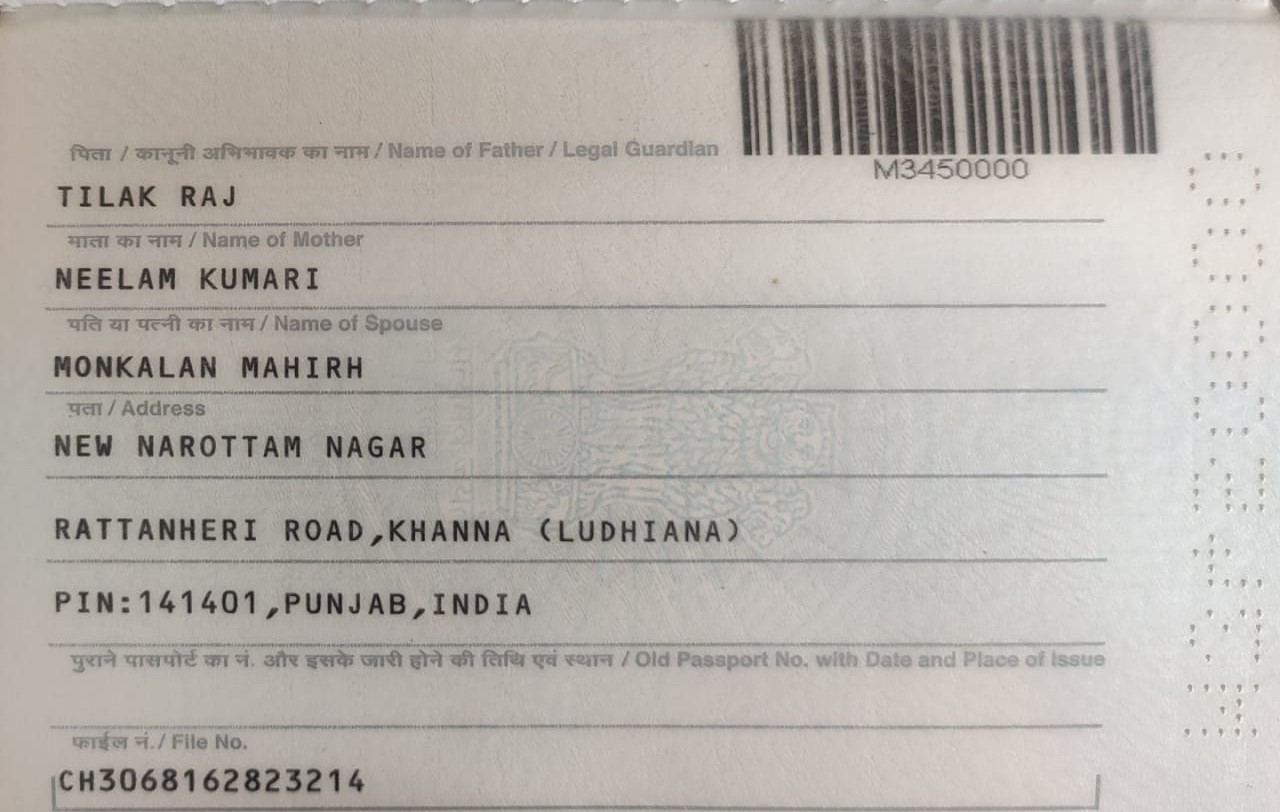 M3450000
पिता / कानूनी अभिभावक का नाम / Name of Father / Legal Guardian
TILAK RAJ
माता का नाम / Name of Mother
NEELAM KUMARI
पति या पत्नी का नाम / Name of Spouse
MONKALAN MAHIRH
पता / Address
NEW NAROTTAM NAGAR
RATTANHERI ROAD,KHANNA (LUDHIANA)
PIN:141401,PUNJAB,INDIA
पुराने पासपोर्ट का नं. और इसके जारी होने की तिथि एवं स्थान / Old Passport No. with Date and Place of Issue
फाईल नं./ File No.
CH3068162823214
M3450000